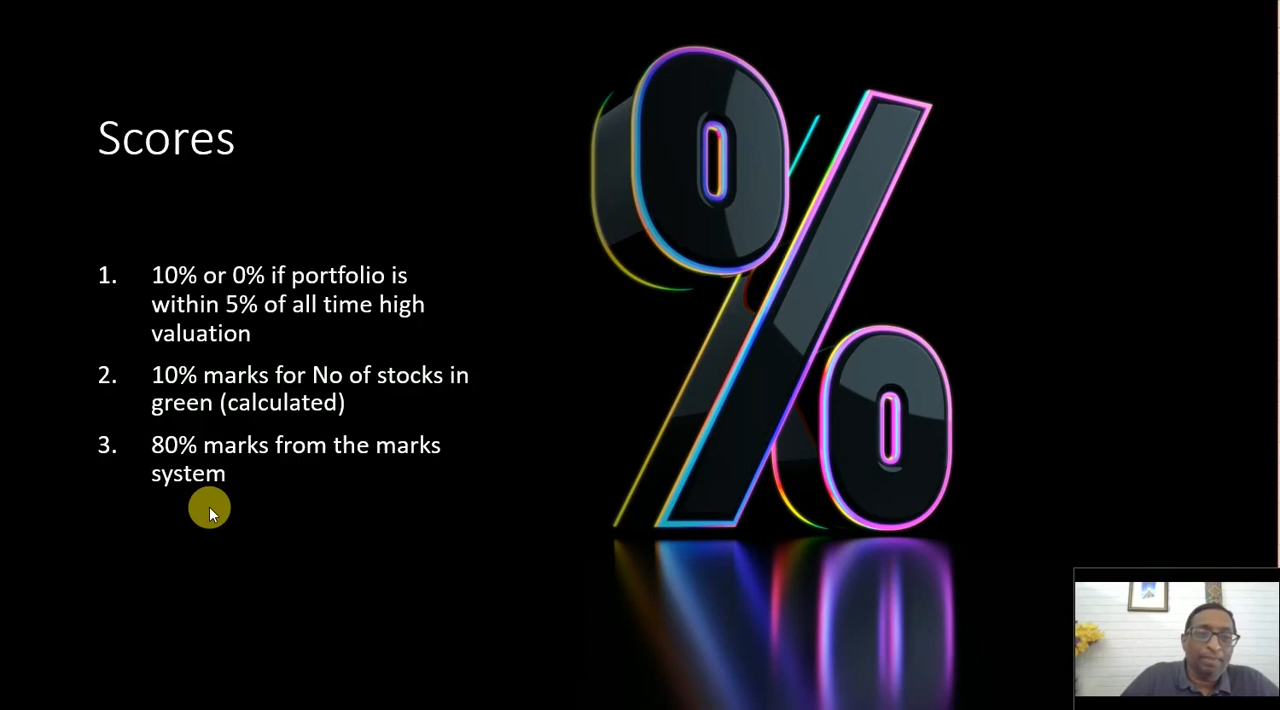 Scores
1. 10% or 0% if portfolio is
within 5% of all time high
valuation
2. 10% marks for No of stocks in
green (calculated)
3. 80% marks from the marks
system
%